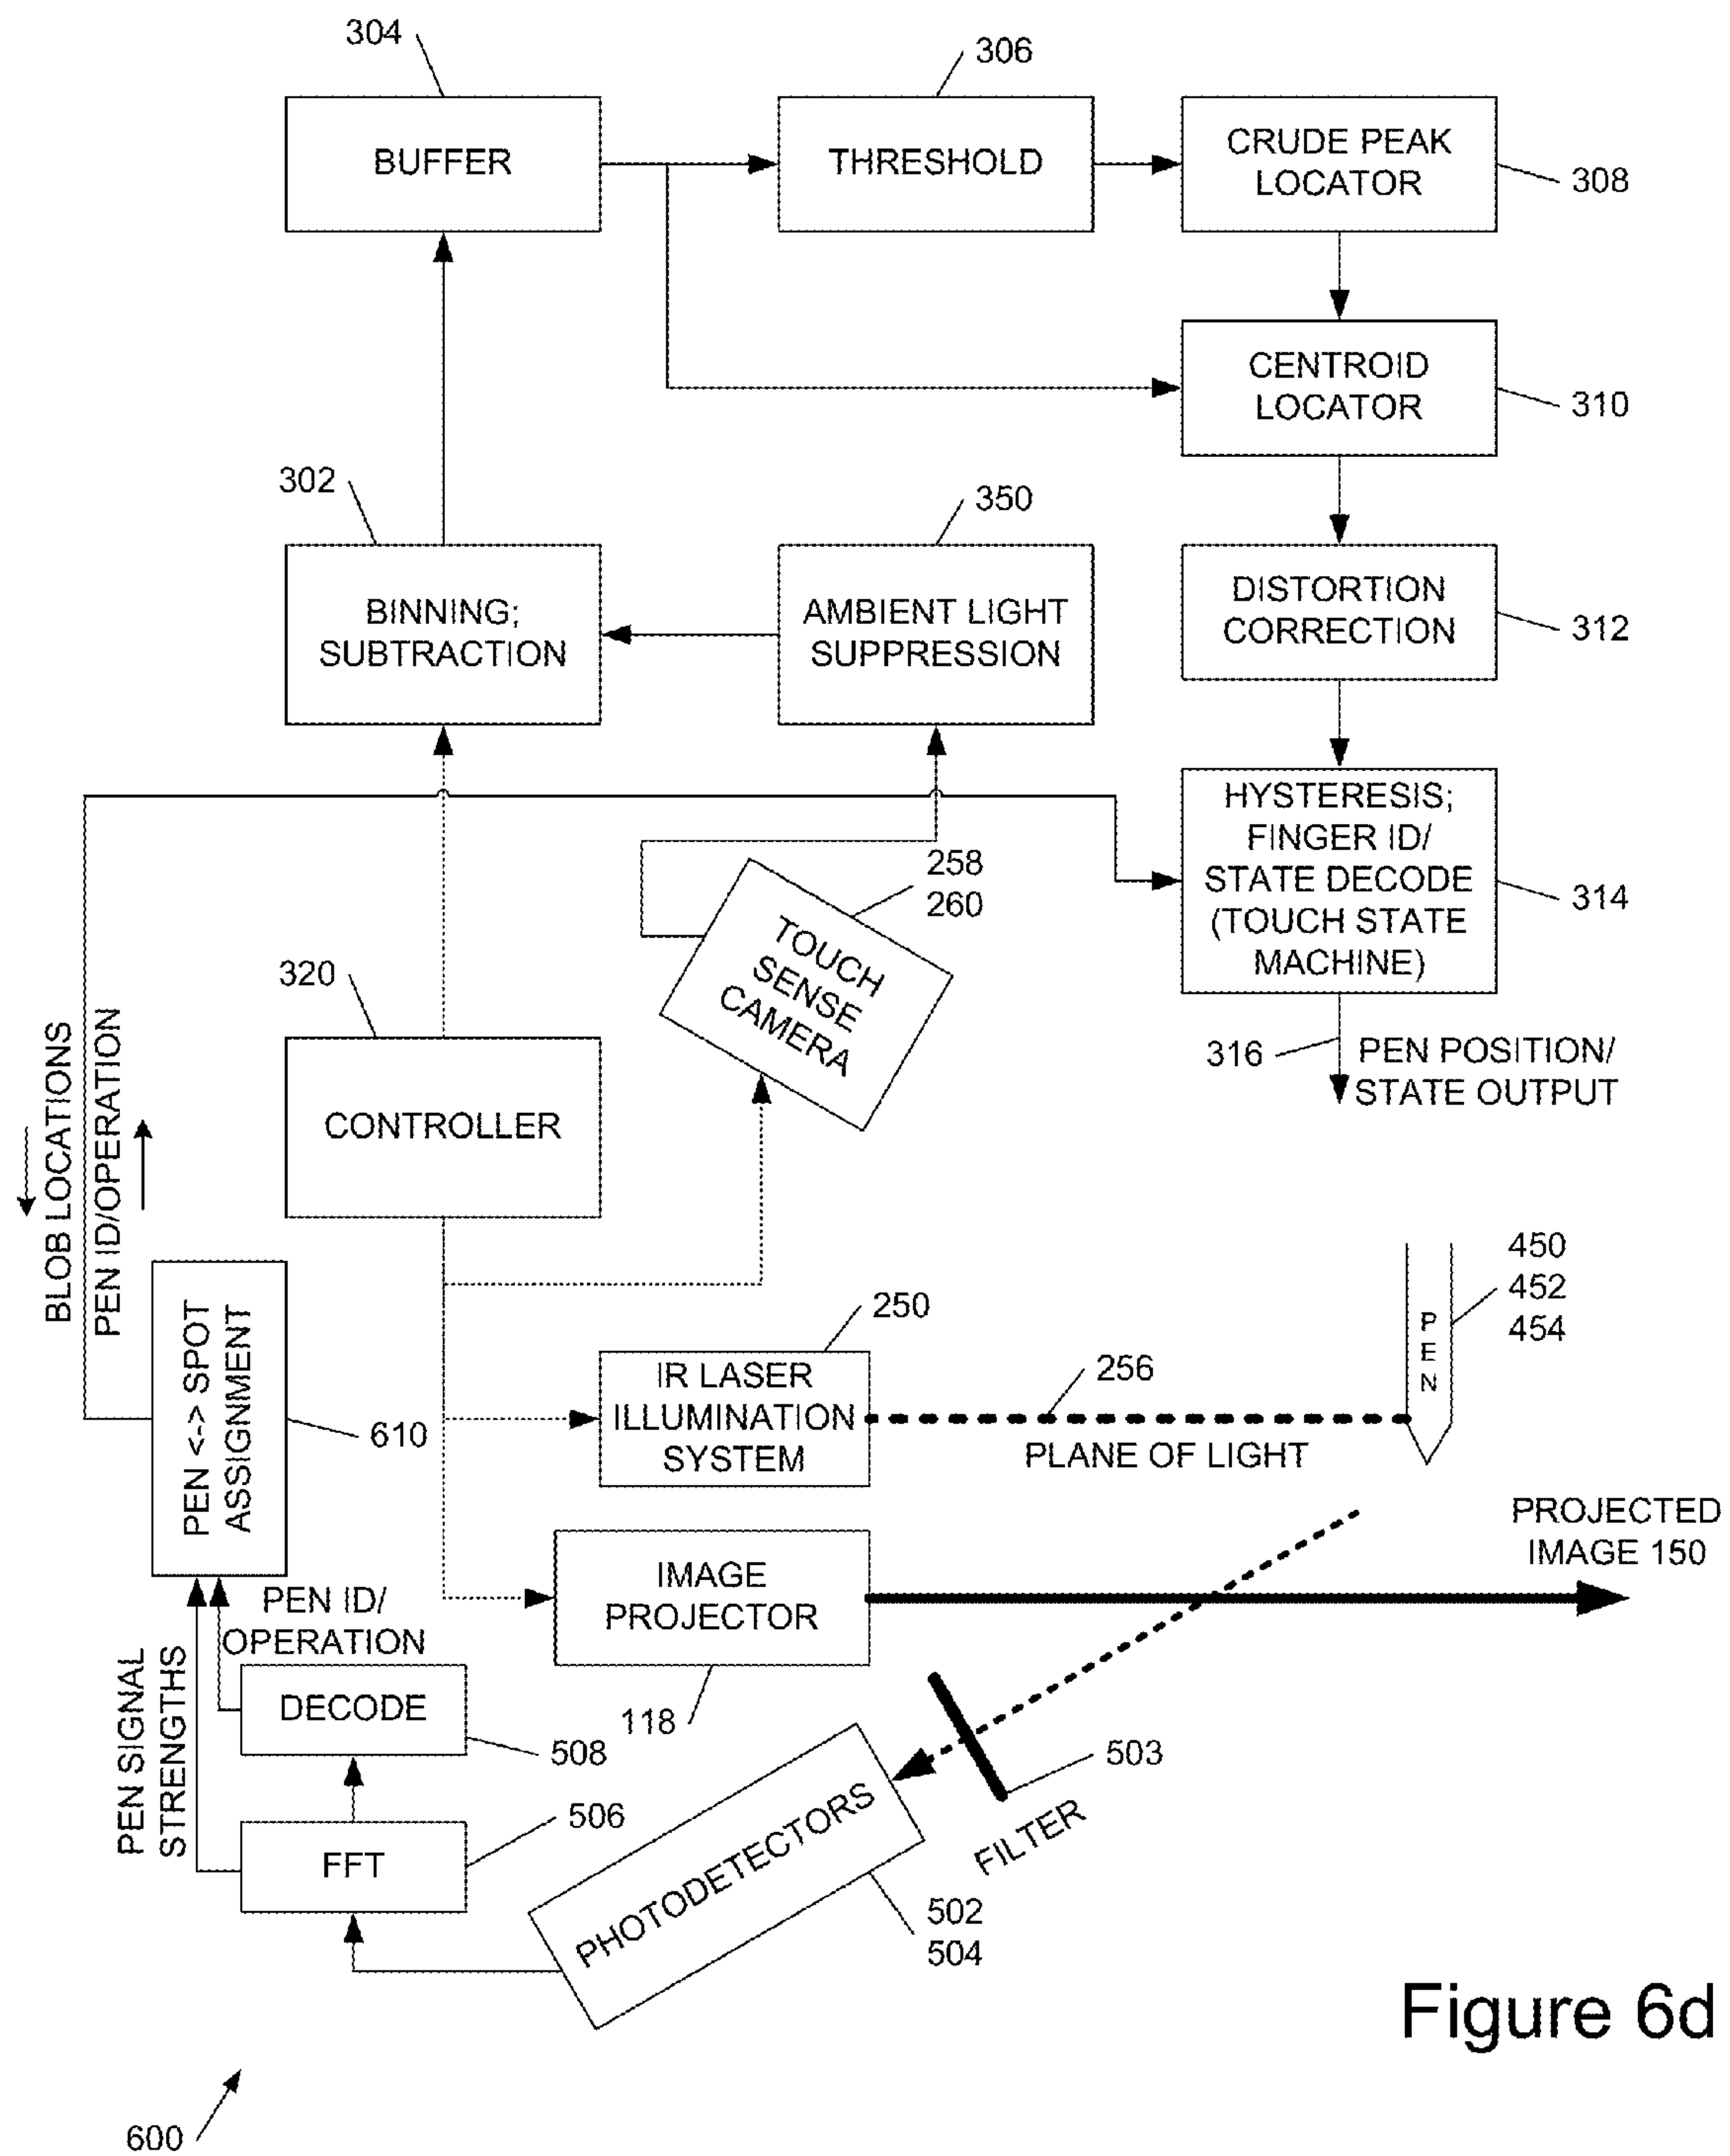 304
306
BUFFER
THRESHOLD
CRUDE PEAK
LOCATOR
308
CENTROID
LOCATOR
310
302
350
BINNING;
SUBTRACTION
AMBIENT LIGHT
SUPPRESSION
DISTORTION
CORRECTION
312
HYSTERESIS;
FINGER ID/
STATE DECODE
(TOUCH STATE
MACHINE)
314
258
260
TOUCH
SENSE
CAMERA
320
CONTROLLER
316
PEN POSITION/
STATE OUTPUT
BLOB LOCATIONS
PEN ID/OPERATION
450
452
454
PEN
PEN <-> SPOT
ASSIGNMENT
610
250
IR LASER
ILLUMINATION
SYSTEM
256
PLANE OF LIGHT
PROJECTED
IMAGE 150
IMAGE
PROJECTOR
118
PEN ID/
OPERATION
PEN SIGNAL
STRENGTHS
DECODE
508
503
FILTER
FFT
506
PHOTODETECTORS
502
504
Figure 6d
600